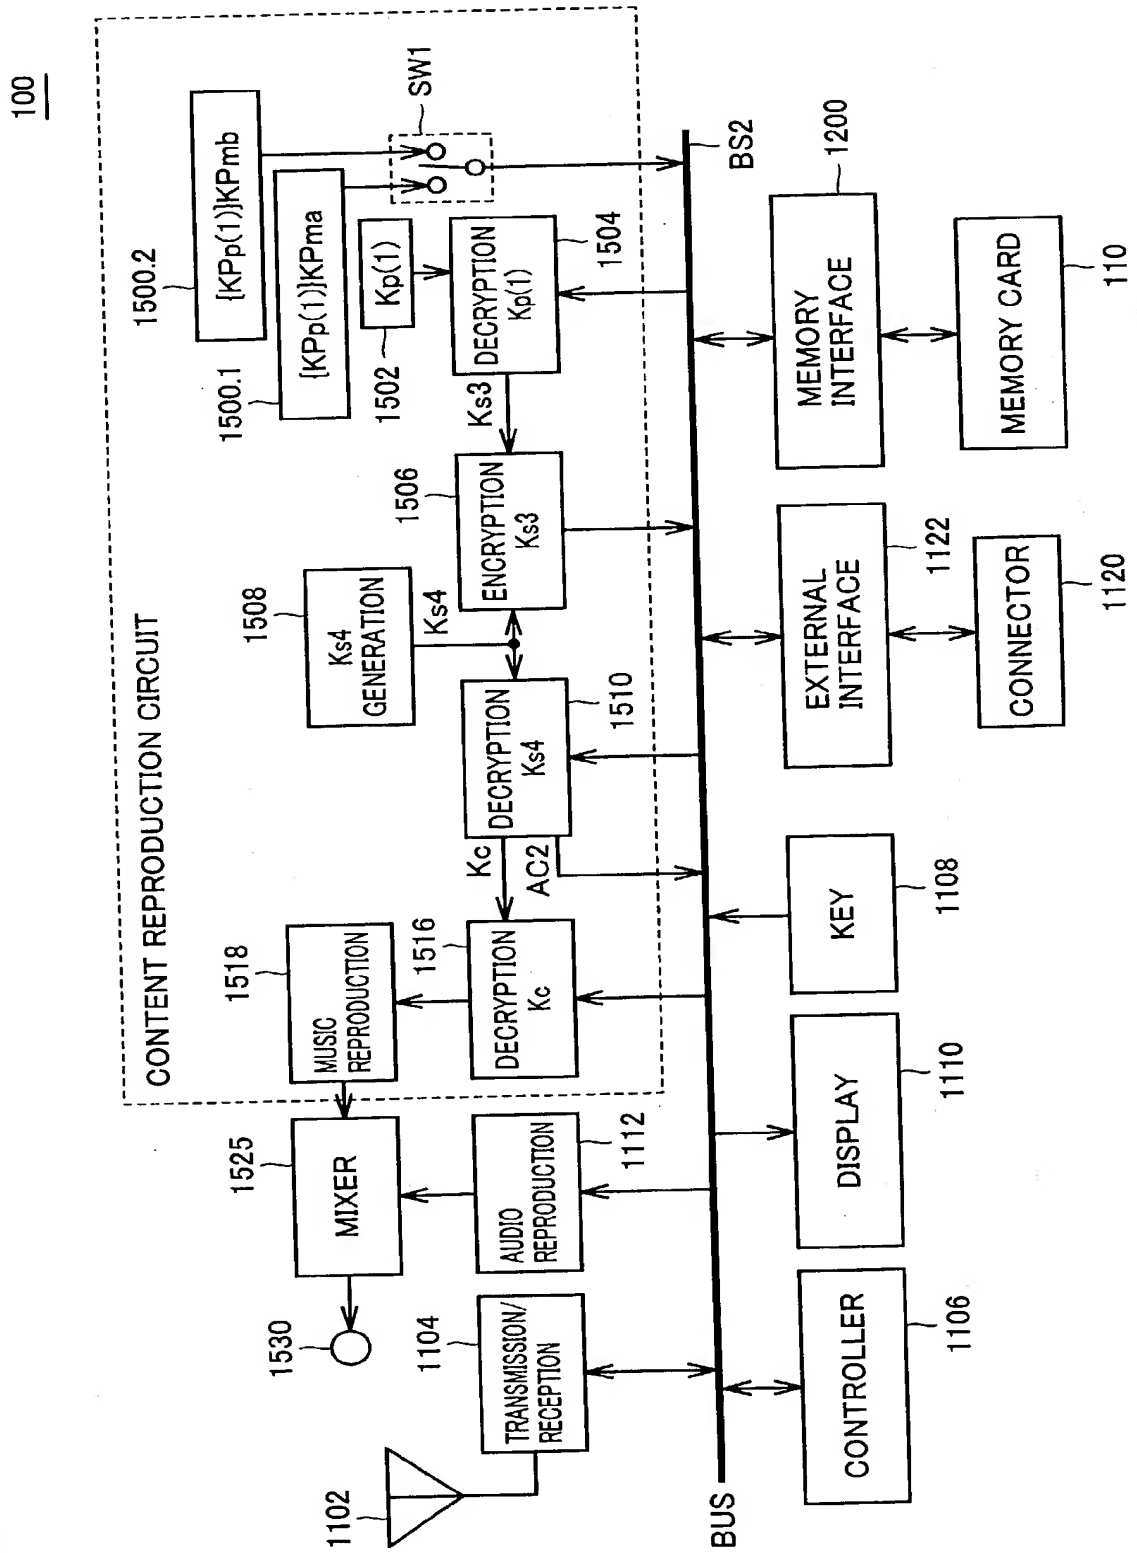 100
CONTENT REPRODUCTION CIRCUIT
1500.2
{KPp(1)}KPmb
1500.1
{KPp(1)}KPma
SW1
1502
Kp(1)
1504
DECRYPTION
Kp(1)
Ks3
1506
ENCRYPTION
Ks3
1508
Ks4
GENERATION
Ks4
1510
DECRYPTION
Ks4
Kc
AC2
1516
DECRYPTION
Kc
1518
MUSIC
REPRODUCTION
1525
MIXER
1530
1112
AUDIO
REPRODUCTION
1104
TRANSMISSION/
RECEPTION
1102
BUS
BS2
CONTROLLER
1106
DISPLAY
1110
KEY
1108
EXTERNAL
INTERFACE
1122
CONNECTOR
1120
MEMORY
INTERFACE
1200
MEMORY CARD
110